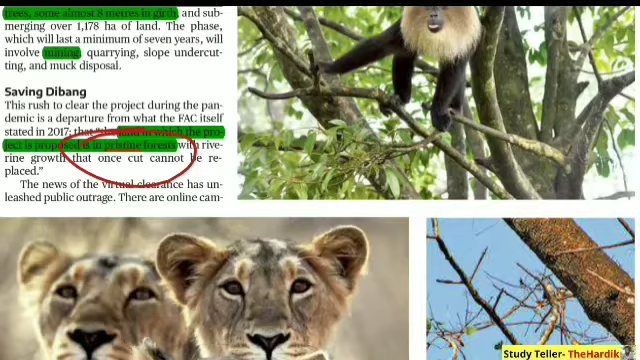 trees, some almost 8 metres in girth, and sub-
merging over 1,178 ha of land. The phase,
which will last a minimum of seven years, will
involve mining, quarrying, slope undercut-
ting, and muck disposal.
Saving Dibang
This rush to clear the project during the pan-
demic is a departure from what the FAC itself
stated in 2017; that “the land in which the pro-
ject is proposed is in pristine forests with rive-
rine growth that once cut cannot be re-
placed.”
The news of the virtual clearance has un-
leashed public outrage. There are online cam-
Study Teller- TheHardik